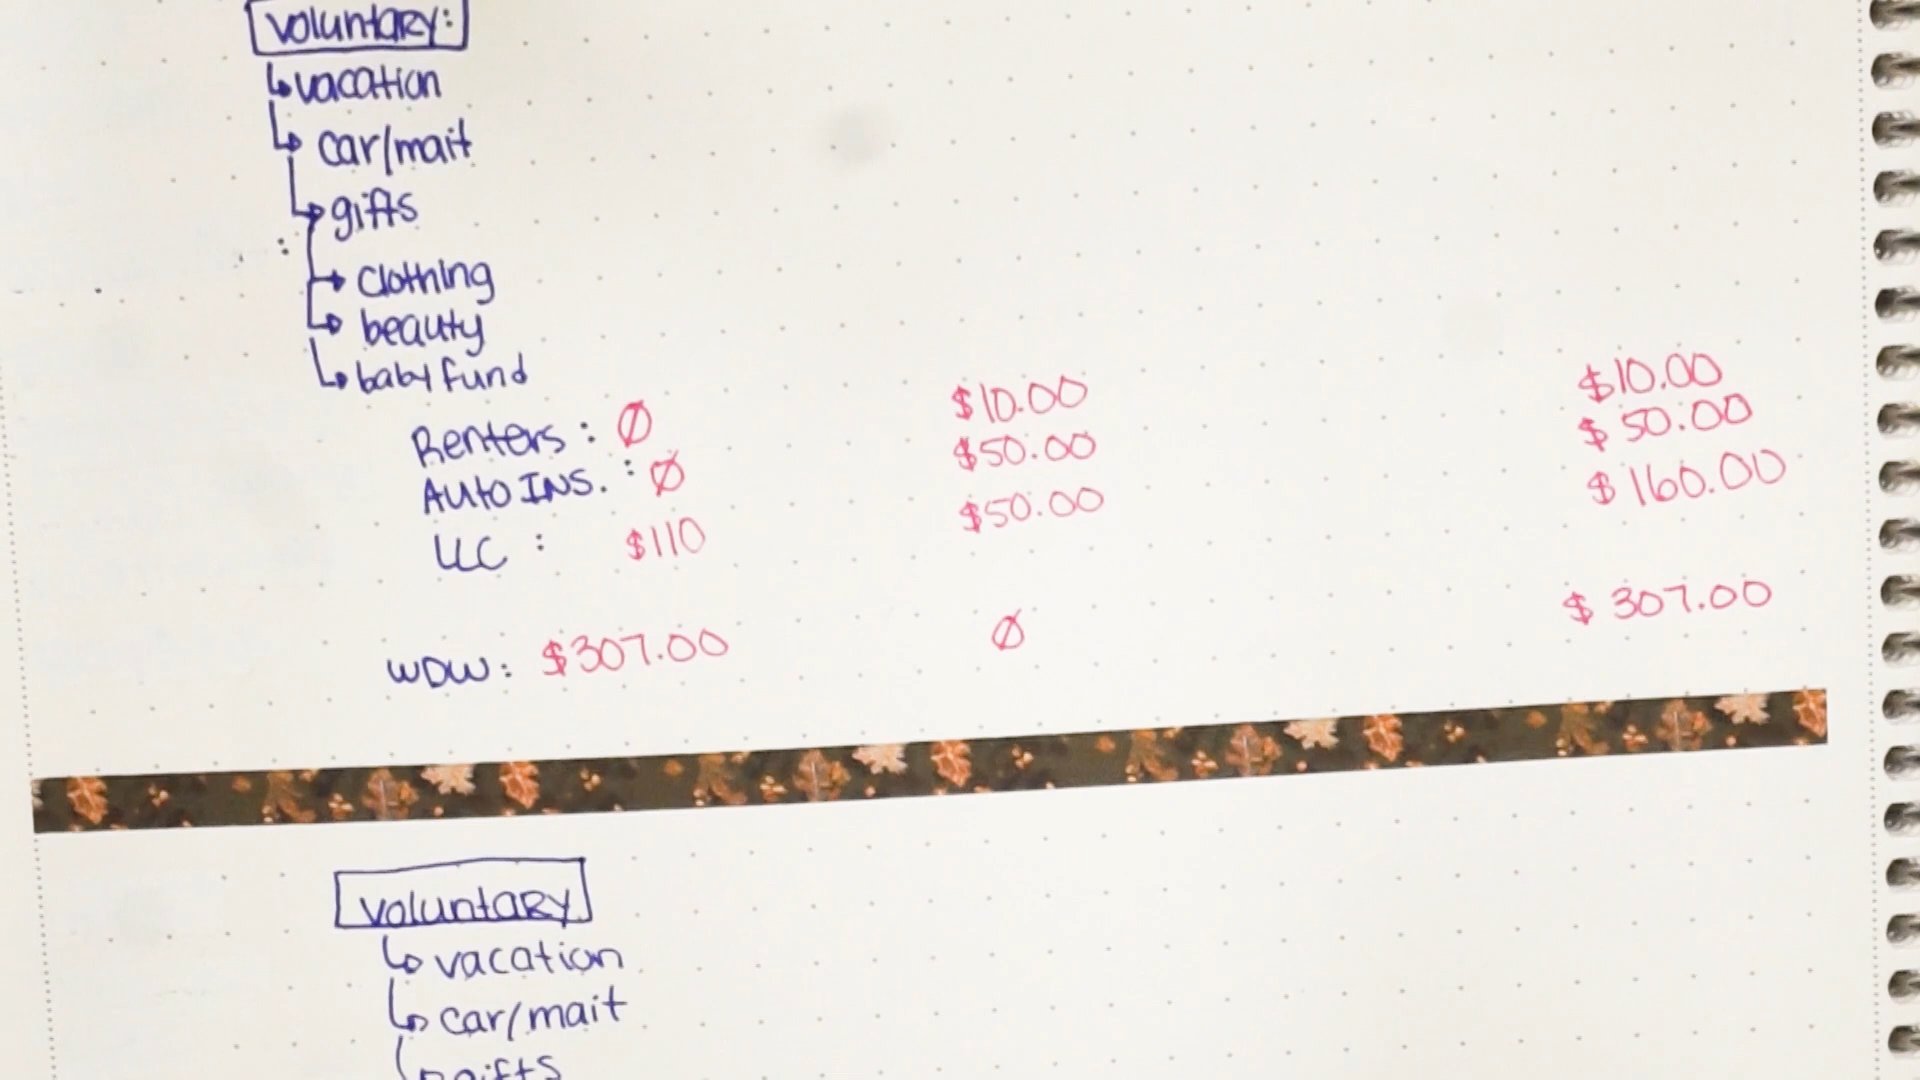 voluntary:
vacation
car/mait
gifts
:
clothing
beauty
baby fund
Renters : Ø $10.00 $10.00
Auto INS. : Ø $50.00 $50.00
LLC : $110 $50.00 $160.00
WDW: $307.00 Ø $307.00
voluntary
vacation
car/mait
gifts